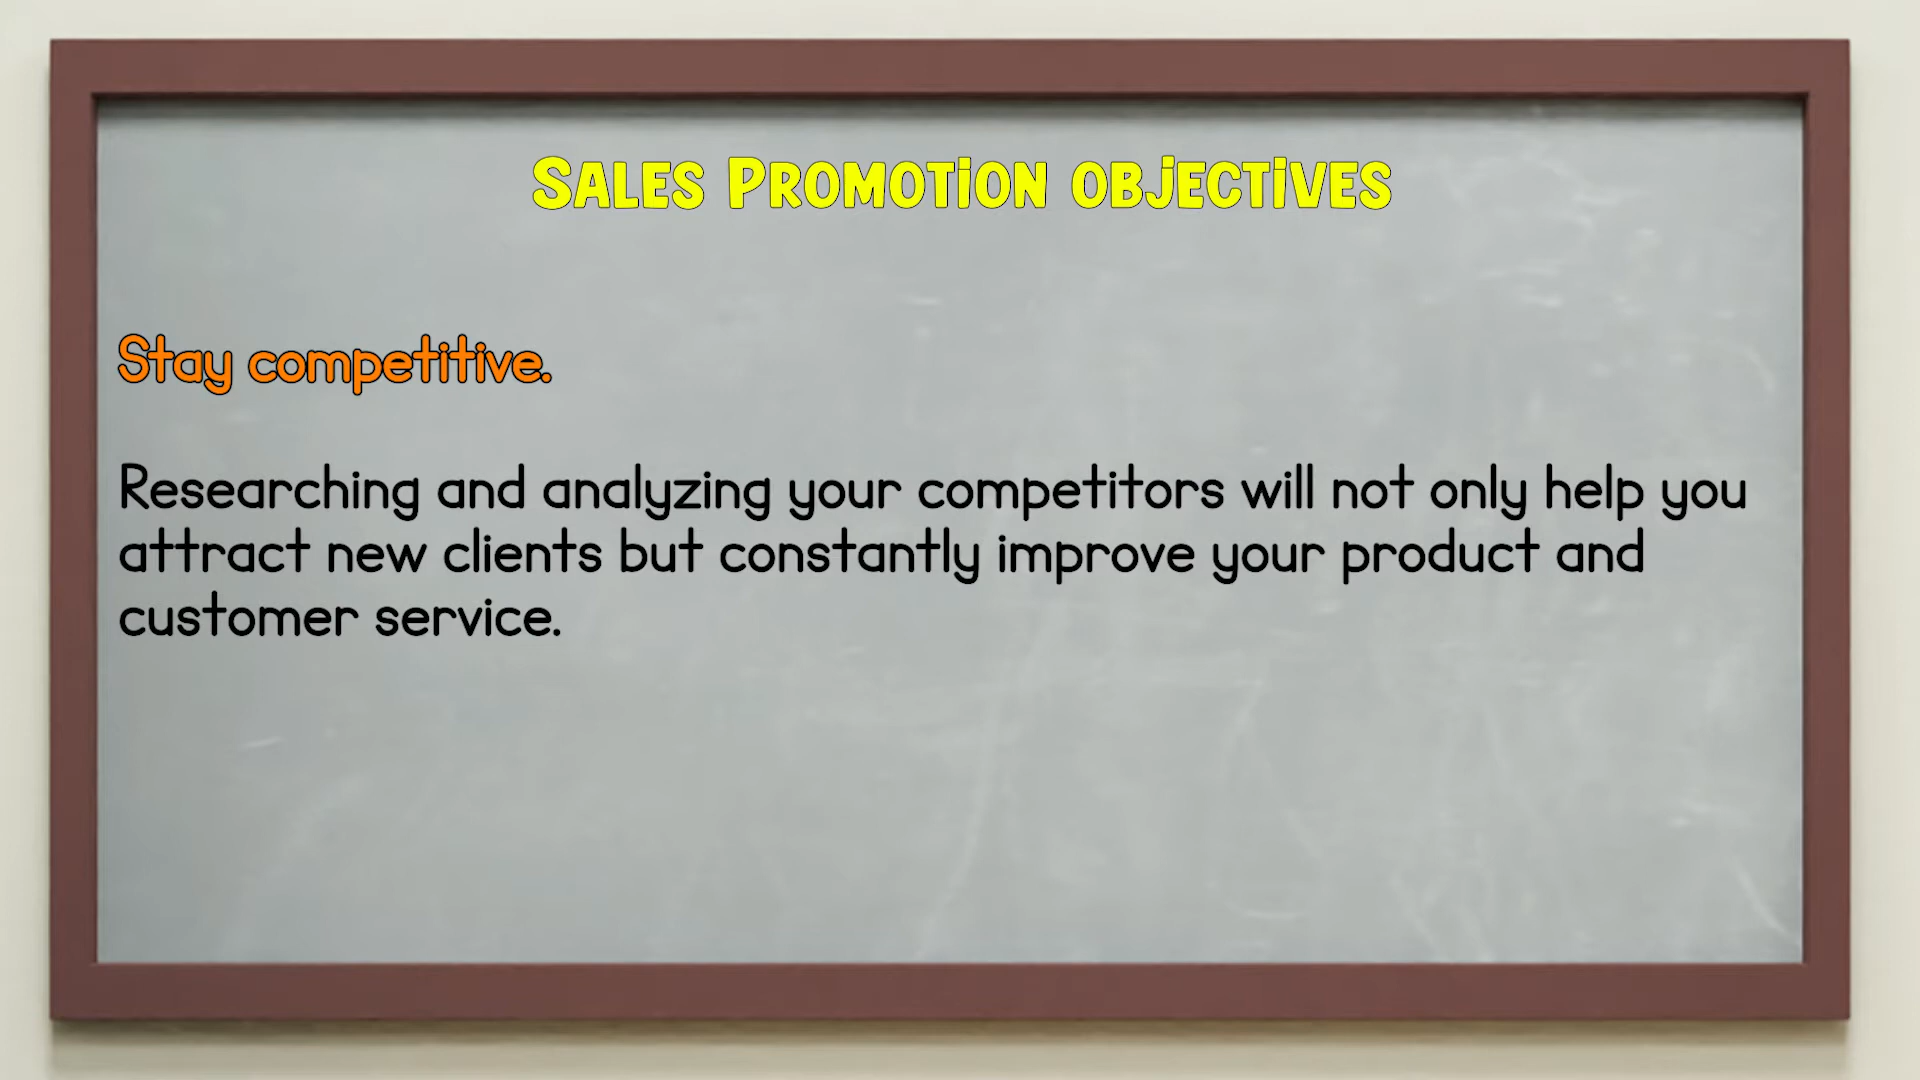 Sales Promotion objectives
Stay competitive.
Researching and analyzing your competitors will not only help you
attract new clients but constantly improve your product and
customer service.